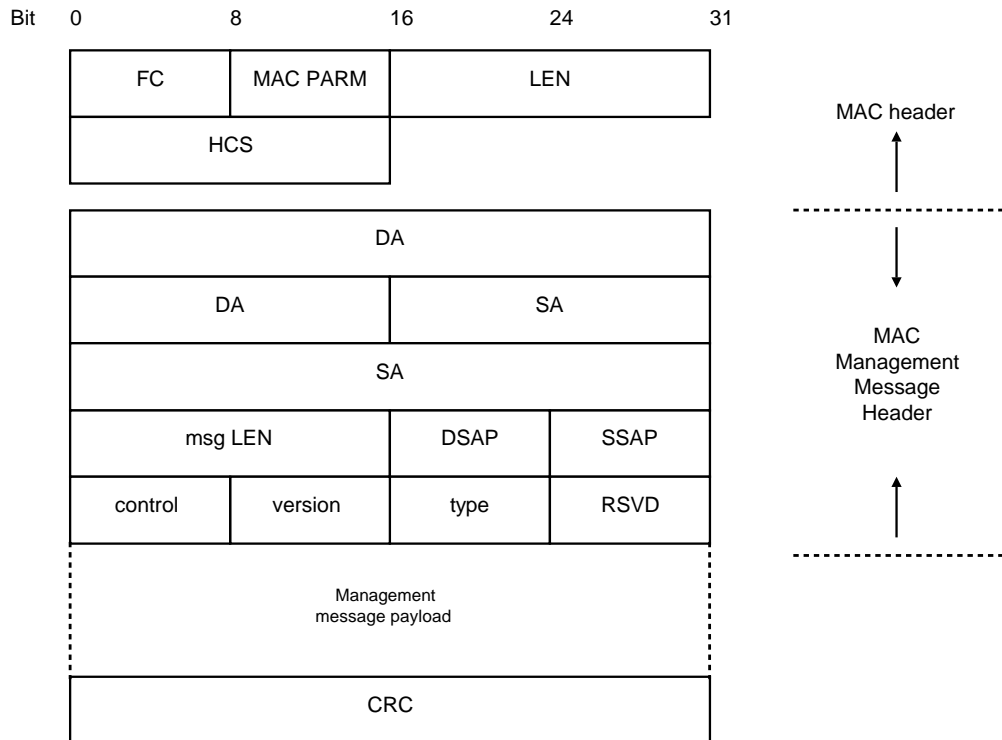 Bit 0 8 16 24 31
FC MAC PARM LEN
MAC header
HCS
DA
DA SA
MAC
Management
Message
Header
SA
msg LEN DSAP SSAP
control version type RSVD
Management
message payload
CRC